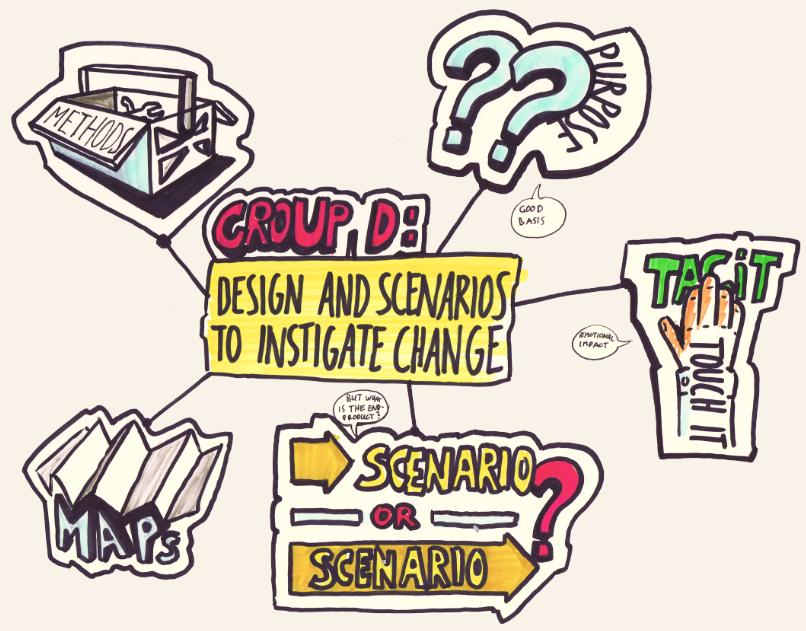 METHODS
PURPOSE
GOOD
BASIS
GROUP D:
DESIGN AND SCENARIOS
TO INSTIGATE CHANGE
TACiT
TOUCH IT
EMOTIONAL
IMPACT
BUT WHAT
IS THE END-
PRODUCT?
MAPS
SCENARIO
OR
SCENARIO
?